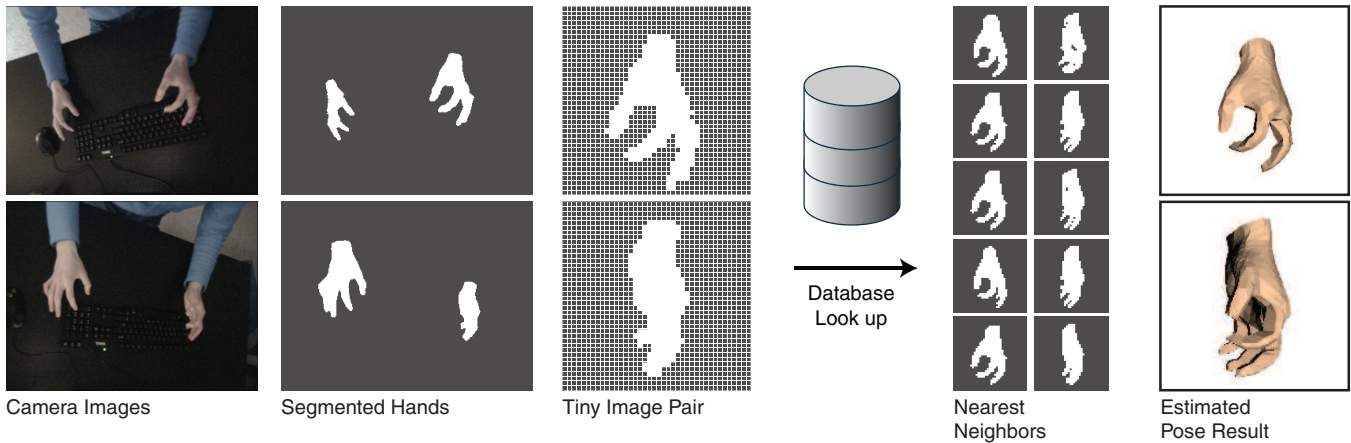 Camera Images
Segmented Hands
Tiny Image Pair
Database
Look up
Nearest
Neighbors
Estimated
Pose Result